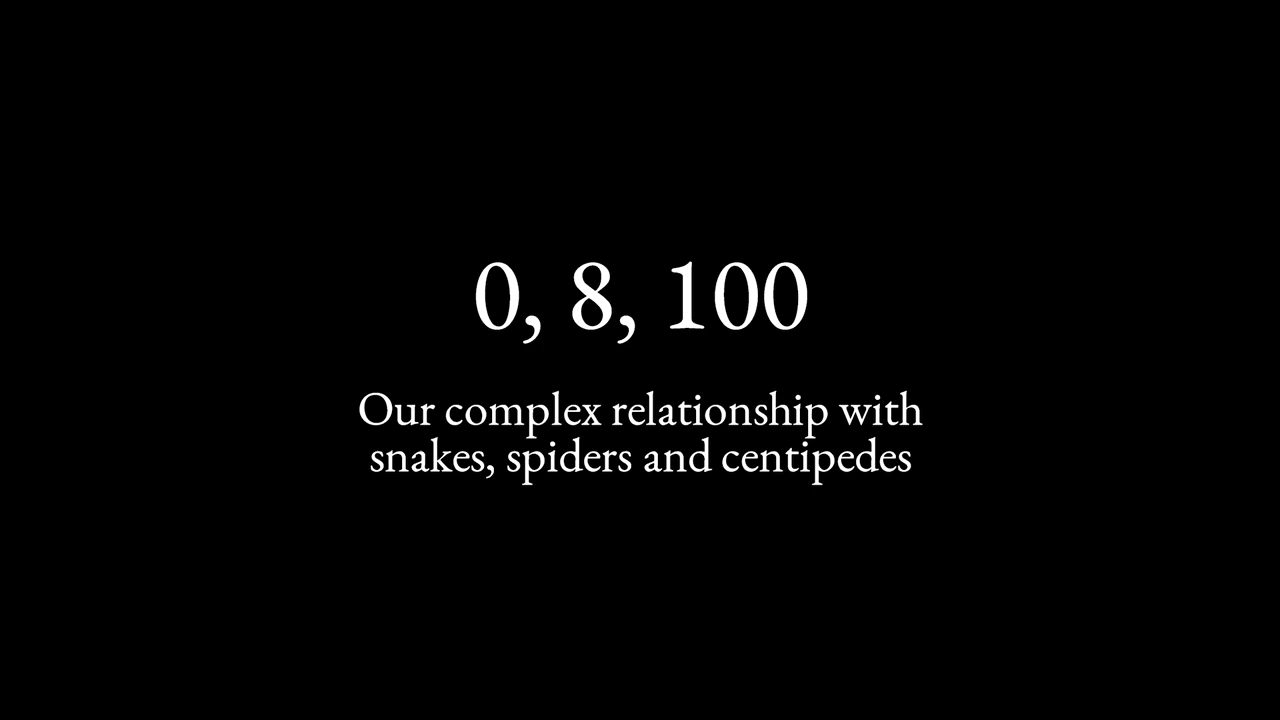 0, 8, 100
Our complex relationship with
snakes, spiders and centipedes